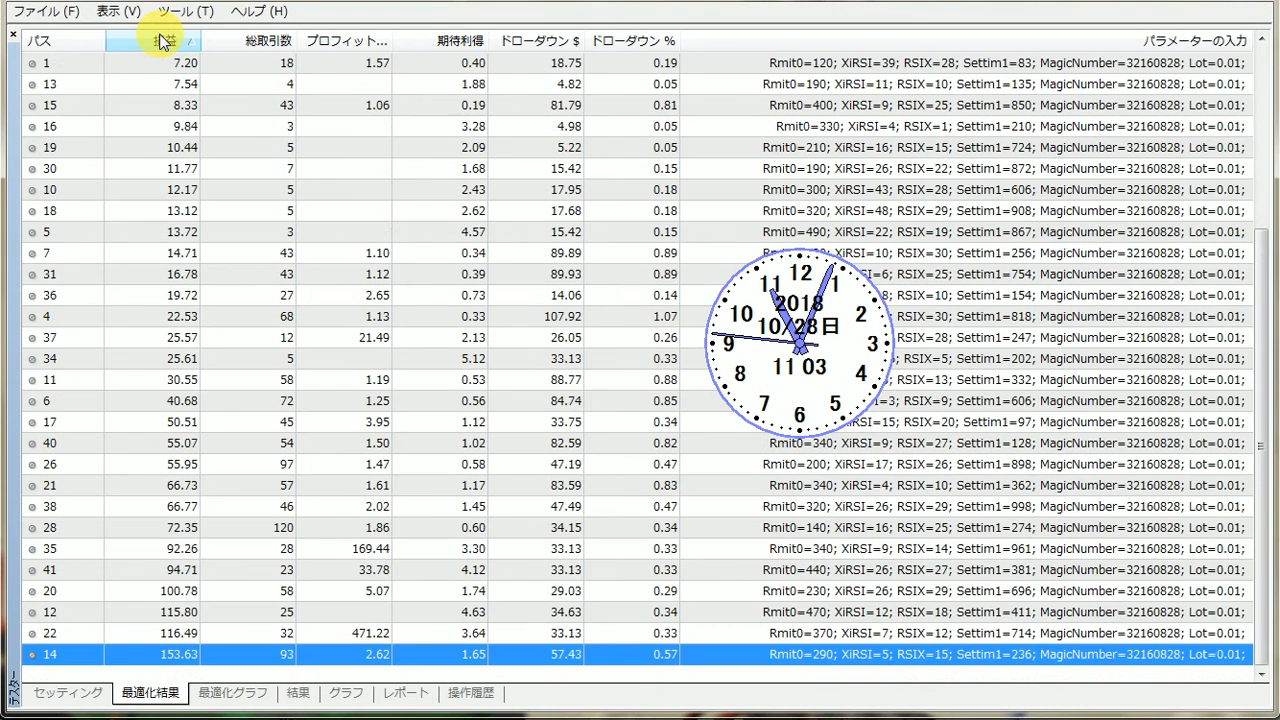 ファイル (F) 表示 (V) ツール (T) ヘルプ (H)
パス 損益 総取引数 プロフィット... 期待利得 ドローダウン $ ドローダウン % パラメーターの入力
1 7.20 18 1.57 0.40 18.75 0.19 Rmit0=120; XiRSI=39; RSIX=28; Settim1=83; MagicNumber=32160828; Lot=0.01;
13 7.54 4 1.88 4.82 0.05 Rmit0=190; XiRSI=11; RSIX=10; Settim1=135; MagicNumber=32160828; Lot=0.01;
15 8.33 43 1.06 0.19 81.79 0.81 Rmit0=400; XiRSI=9; RSIX=25; Settim1=850; MagicNumber=32160828; Lot=0.01;
16 9.84 3 3.28 4.98 0.05 Rmit0=330; XiRSI=4; RSIX=1; Settim1=210; MagicNumber=32160828; Lot=0.01;
19 10.44 5 2.09 5.22 0.05 Rmit0=210; XiRSI=16; RSIX=15; Settim1=724; MagicNumber=32160828; Lot=0.01;
30 11.77 7 1.68 15.42 0.15 Rmit0=190; XiRSI=26; RSIX=22; Settim1=872; MagicNumber=32160828; Lot=0.01;
10 12.17 5 2.43 17.95 0.18 Rmit0=300; XiRSI=43; RSIX=28; Settim1=606; MagicNumber=32160828; Lot=0.01;
18 13.12 5 2.62 17.68 0.18 Rmit0=320; XiRSI=48; RSIX=29; Settim1=908; MagicNumber=32160828; Lot=0.01;
5 13.72 3 4.57 15.42 0.15 Rmit0=490; XiRSI=22; RSIX=19; Settim1=867; MagicNumber=32160828; Lot=0.01;
7 14.71 43 1.10 0.34 89.89 0.89 XiRSI=10; RSIX=30; Settim1=256; MagicNumber=32160828; Lot=0.01;
31 16.78 43 1.12 0.39 89.93 0.89 =6; RSIX=25; Settim1=754; MagicNumber=32160828; Lot=0.01;
36 19.72 27 2.65 0.73 14.06 0.14 8; RSIX=10; Settim1=154; MagicNumber=32160828; Lot=0.01;
4 22.53 68 1.13 0.33 107.92 1.07 RSIX=30; Settim1=818; MagicNumber=32160828; Lot=0.01;
37 25.57 12 21.49 2.13 26.05 0.26 RSIX=28; Settim1=247; MagicNumber=32160828; Lot=0.01;
34 25.61 5 5.12 33.13 0.33 RSIX=5; Settim1=202; MagicNumber=32160828; Lot=0.01;
11 30.55 58 1.19 0.53 88.77 0.88 RSIX=13; Settim1=332; MagicNumber=32160828; Lot=0.01;
6 40.68 72 1.25 0.56 84.74 0.85 =3; RSIX=9; Settim1=606; MagicNumber=32160828; Lot=0.01;
17 50.51 45 3.95 1.12 33.75 0.34 XiRSI=15; RSIX=20; Settim1=97; MagicNumber=32160828; Lot=0.01;
40 55.07 54 1.50 1.02 82.59 0.82 Rmit0=340; XiRSI=9; RSIX=27; Settim1=128; MagicNumber=32160828; Lot=0.01;
26 55.95 97 1.47 0.58 47.19 0.47 Rmit0=200; XiRSI=17; RSIX=26; Settim1=898; MagicNumber=32160828; Lot=0.01;
21 66.73 57 1.61 1.17 83.59 0.83 Rmit0=340; XiRSI=4; RSIX=10; Settim1=362; MagicNumber=32160828; Lot=0.01;
38 66.77 46 2.02 1.45 47.49 0.47 Rmit0=320; XiRSI=26; RSIX=29; Settim1=998; MagicNumber=32160828; Lot=0.01;
28 72.35 120 1.86 0.60 34.15 0.34 Rmit0=140; XiRSI=16; RSIX=25; Settim1=274; MagicNumber=32160828; Lot=0.01;
35 92.26 28 169.44 3.30 33.13 0.33 Rmit0=340; XiRSI=9; RSIX=14; Settim1=961; MagicNumber=32160828; Lot=0.01;
41 94.71 23 33.78 4.12 33.13 0.33 Rmit0=440; XiRSI=26; RSIX=27; Settim1=381; MagicNumber=32160828; Lot=0.01;
20 100.78 58 5.07 1.74 29.03 0.29 Rmit0=230; XiRSI=26; RSIX=29; Settim1=696; MagicNumber=32160828; Lot=0.01;
12 115.80 25 4.63 34.63 0.34 Rmit0=470; XiRSI=12; RSIX=18; Settim1=411; MagicNumber=32160828; Lot=0.01;
22 116.49 32 471.22 3.64 33.13 0.33 Rmit0=370; XiRSI=7; RSIX=12; Settim1=714; MagicNumber=32160828; Lot=0.01;
14 153.63 93 2.62 1.65 57.43 0.57 Rmit0=290; XiRSI=5; RSIX=15; Settim1=236; MagicNumber=32160828; Lot=0.01;
12 1 2 3 4 5 6 7 8 9 10 11
2018
10/28日
11 03
テスター
セッティング 最適化結果 最適化グラフ 結果 グラフ レポート 操作履歴